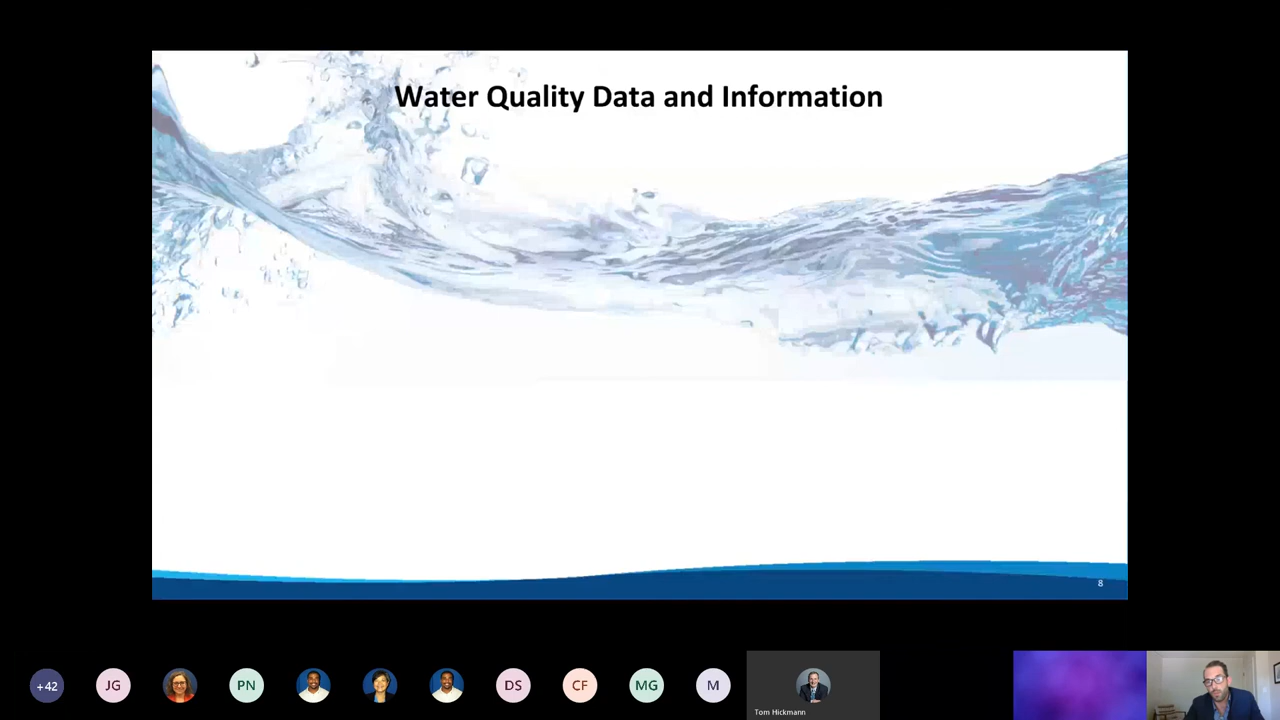 Water Quality Data and Information
8
+42
JG
PN
DS
CF
MG
M
Tom Hickmann